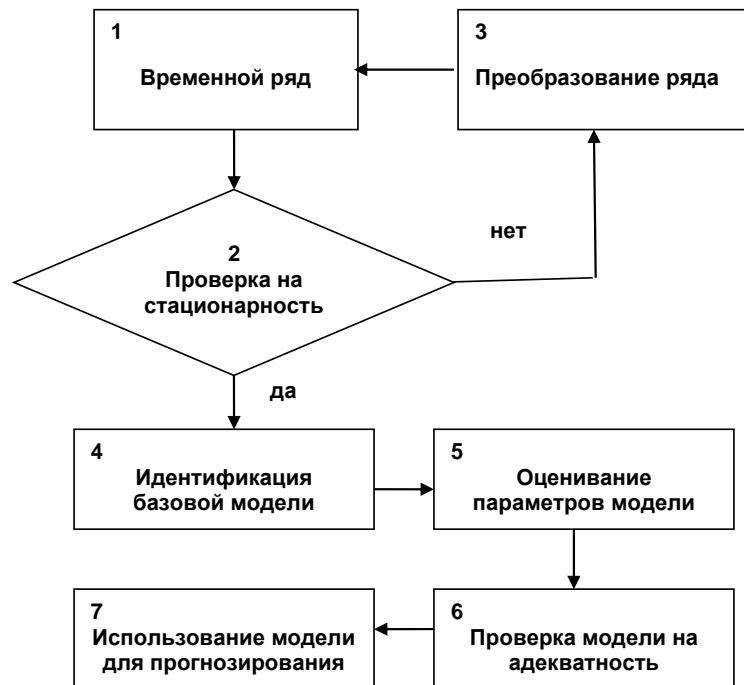 1
Временной ряд
3
Преобразование ряда
2
Проверка на
стационарность
нет
да
4
Идентификация
базовой модели
5
Оценивание
параметров модели
7
Использование модели
для прогнозирования
6
Проверка модели на
адекватность